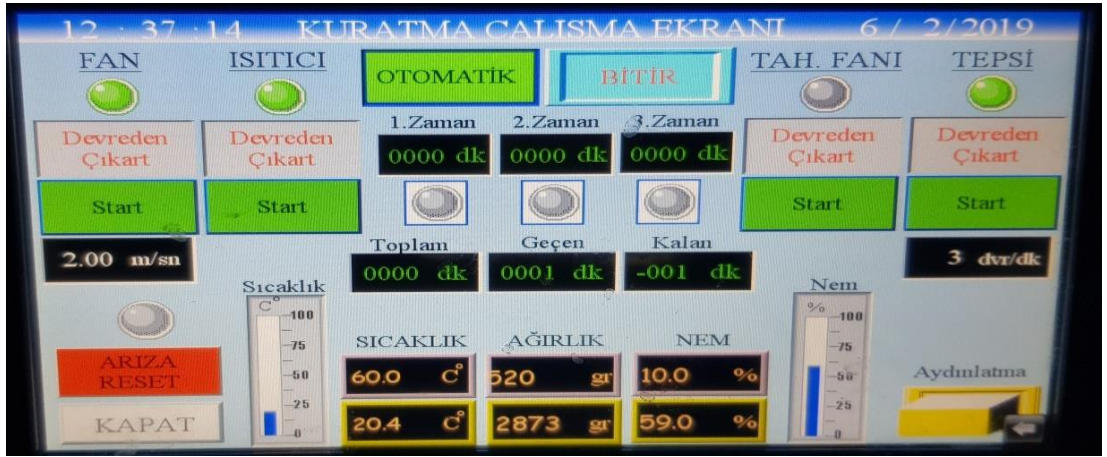 12 : 37 : 14 KURATMA CALISMA EKRANI 6 / 2/2019
FAN ISITICI OTOMATİK BİTİR TAH. FANI TEPSİ
1.Zaman 2.Zaman 3.Zaman
Devreden Çıkart Devreden Çıkart 0000 dk 0000 dk 0000 dk Devreden Çıkart Devreden Çıkart
Start Start Start Start
Toplam Geçen Kalan
2.00 m/sn 0000 dk 0001 dk -001 dk 3 dvr/dk
Sıcaklık Nem
C° 100 % 100
75 SICAKLIK AĞIRLIK NEM 75
ARIZA RESET 50 60.0 C° 520 gr 10.0 % 50 Aydınlatma
25 25
KAPAT 0 20.4 C° 2873 gr 59.0 % 0